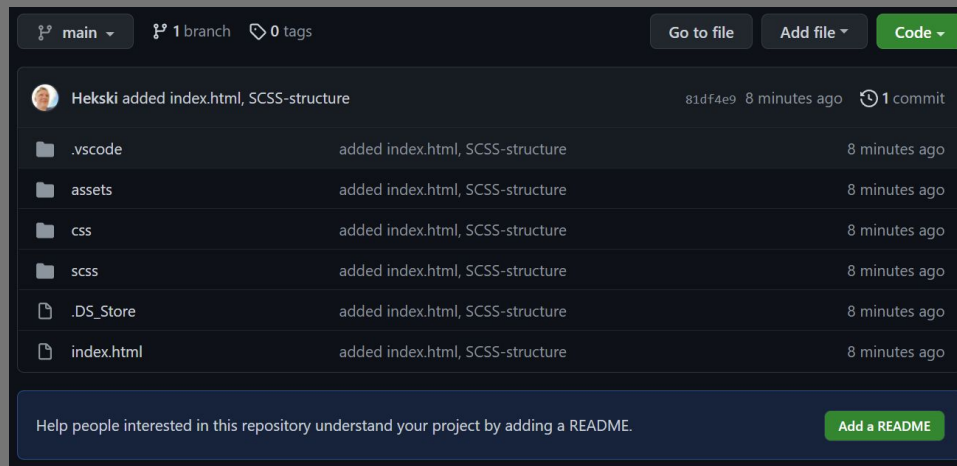 main 1 branch 0 tags Go to file Add file Code
Hekski added index.html, SCSS-structure 81df4e9 8 minutes ago 1 commit
.vscode added index.html, SCSS-structure 8 minutes ago
assets added index.html, SCSS-structure 8 minutes ago
css added index.html, SCSS-structure 8 minutes ago
scss added index.html, SCSS-structure 8 minutes ago
.DS_Store added index.html, SCSS-structure 8 minutes ago
index.html added index.html, SCSS-structure 8 minutes ago
Help people interested in this repository understand your project by adding a README. Add a README